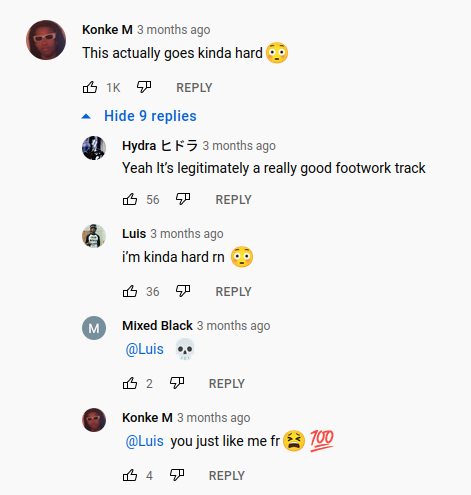 Konke M 3 months ago
This actually goes kinda hard😳
1K REPLY
Hide 9 replies
Hydra ヒドラ 3 months ago
Yeah It's legitimately a really good footwork track
56 REPLY
Luis 3 months ago
i'm kinda hard rn 😳
36 REPLY
M
Mixed Black 3 months ago
@Luis 💀
2 REPLY
Konke M 3 months ago
@Luis you just like me fr😫 💯
4 REPLY